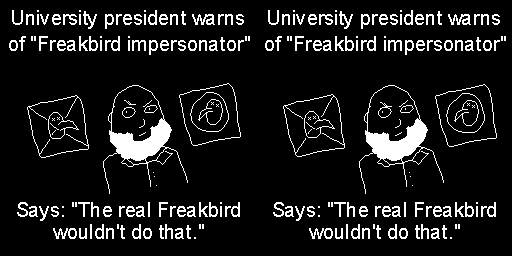 University president warns
of "Freakbird impersonator"
Says: "The real Freakbird
wouldn't do that."
University president warns
of "Freakbird impersonator"
Says: "The real Freakbird
wouldn't do that."